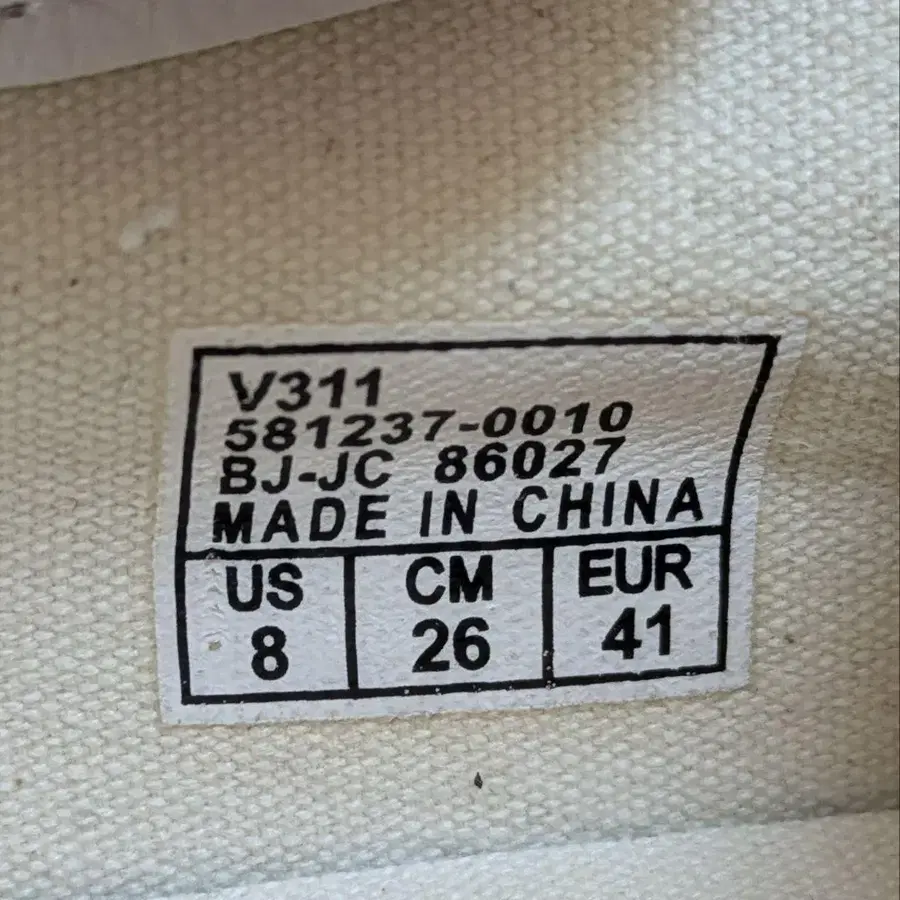 V311
581237-0010
BJ-JC 86027
MADE IN CHINA
US CM EUR
8 26 41